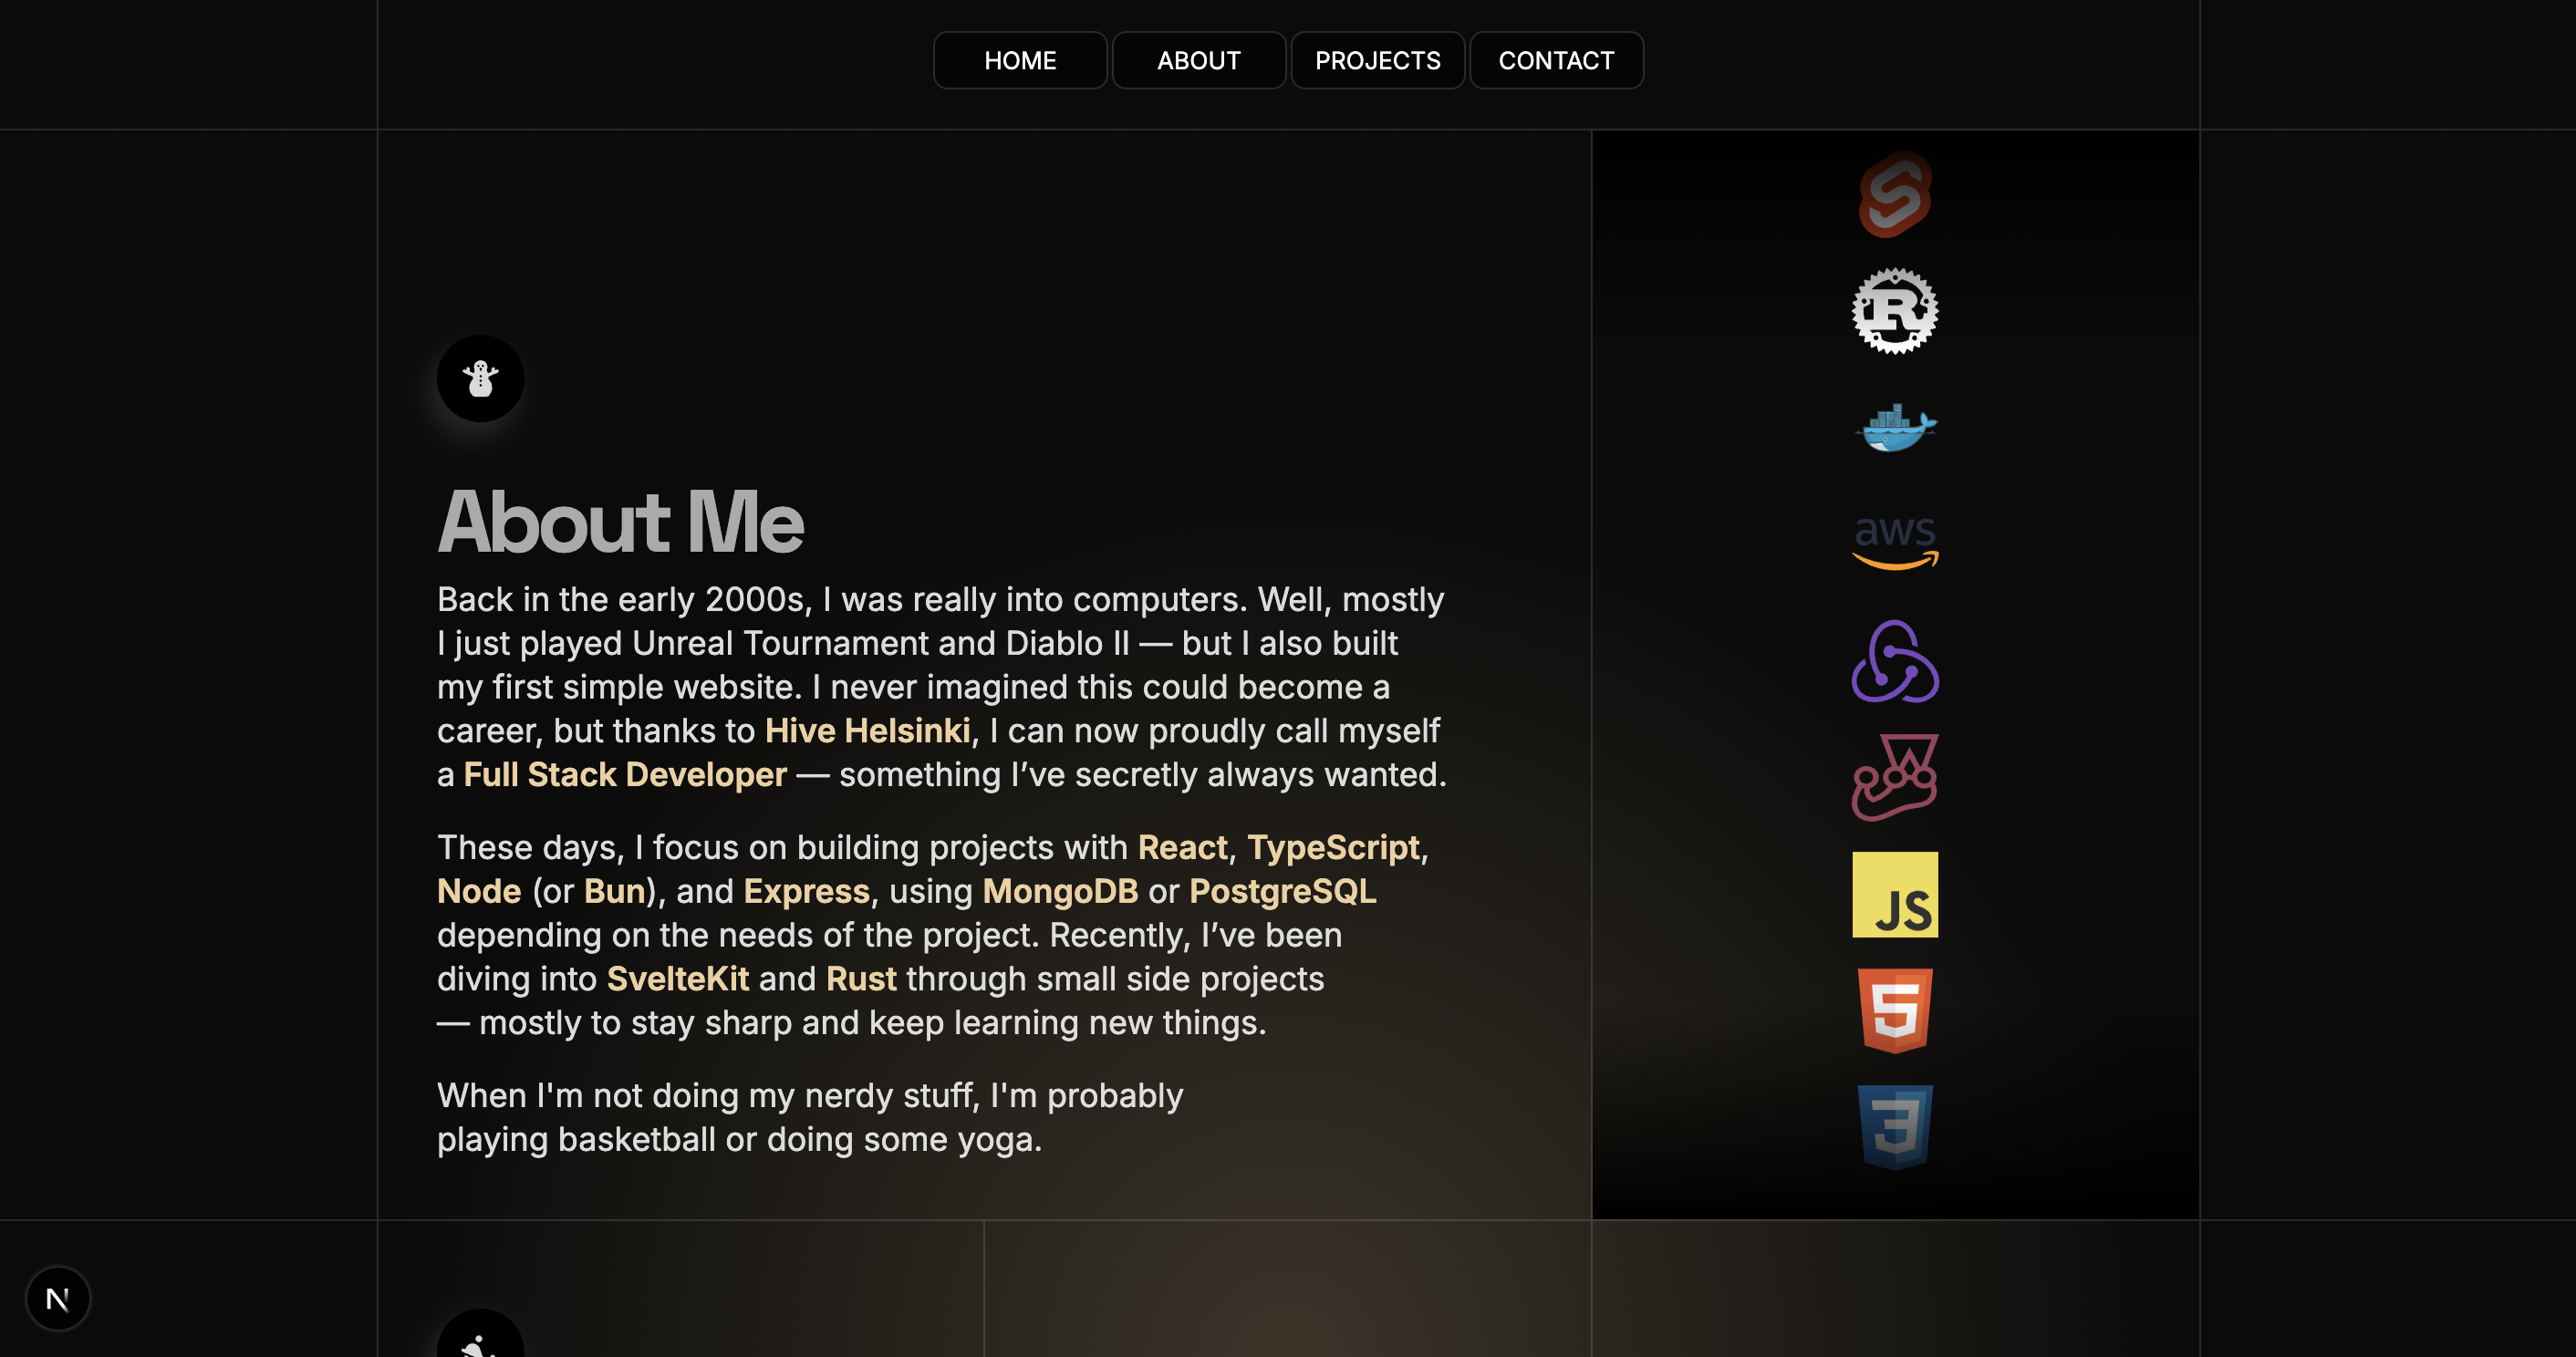 HOME ABOUT PROJECTS CONTACT
About Me
Back in the early 2000s, I was really into computers. Well, mostly
I just played Unreal Tournament and Diablo II — but I also built
my first simple website. I never imagined this could become a
career, but thanks to Hive Helsinki, I can now proudly call myself
a Full Stack Developer — something I’ve secretly always wanted.
These days, I focus on building projects with React, TypeScript,
Node (or Bun), and Express, using MongoDB or PostgreSQL
depending on the needs of the project. Recently, I’ve been
diving into SvelteKit and Rust through small side projects
— mostly to stay sharp and keep learning new things.
When I'm not doing my nerdy stuff, I'm probably
playing basketball or doing some yoga.
R
aws
JS
5
3
N